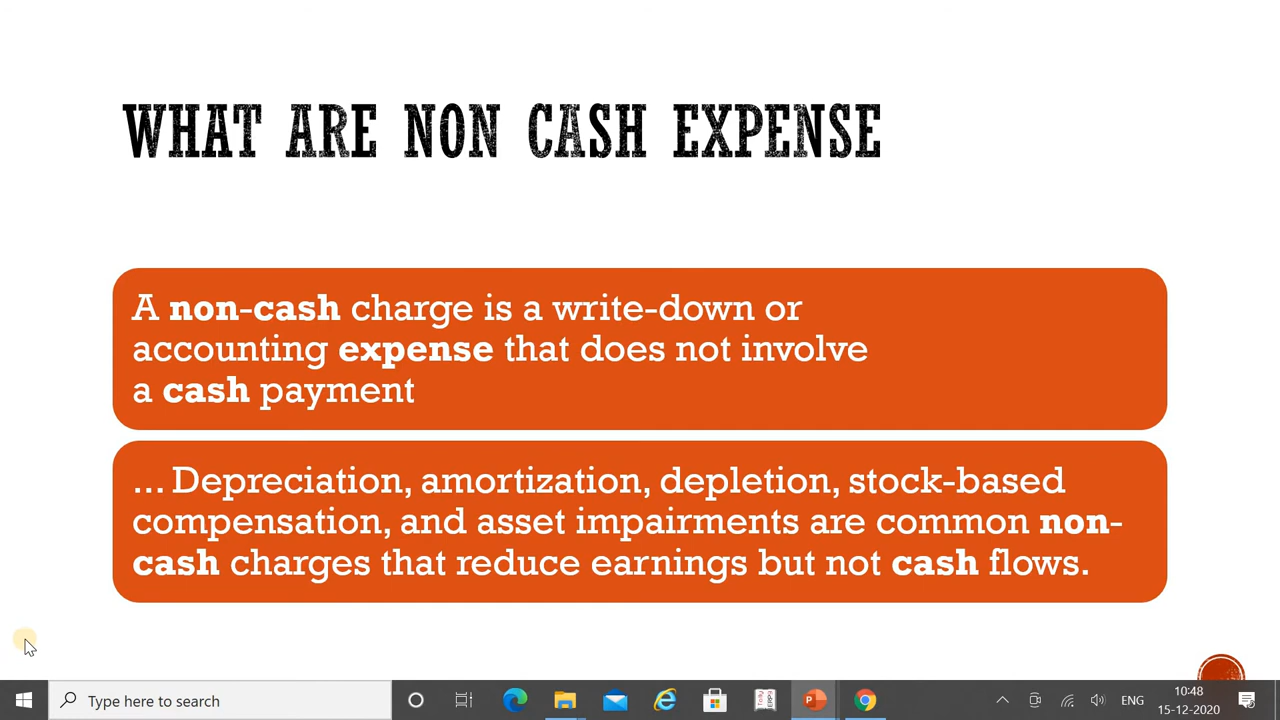 WHAT ARE NON CASH EXPENSE
A non-cash charge is a write-down or
accounting expense that does not involve
a cash payment
... Depreciation, amortization, depletion, stock-based
compensation, and asset impairments are common non-
cash charges that reduce earnings but not cash flows.
Type here to search
ENG
10:48
15-12-2020